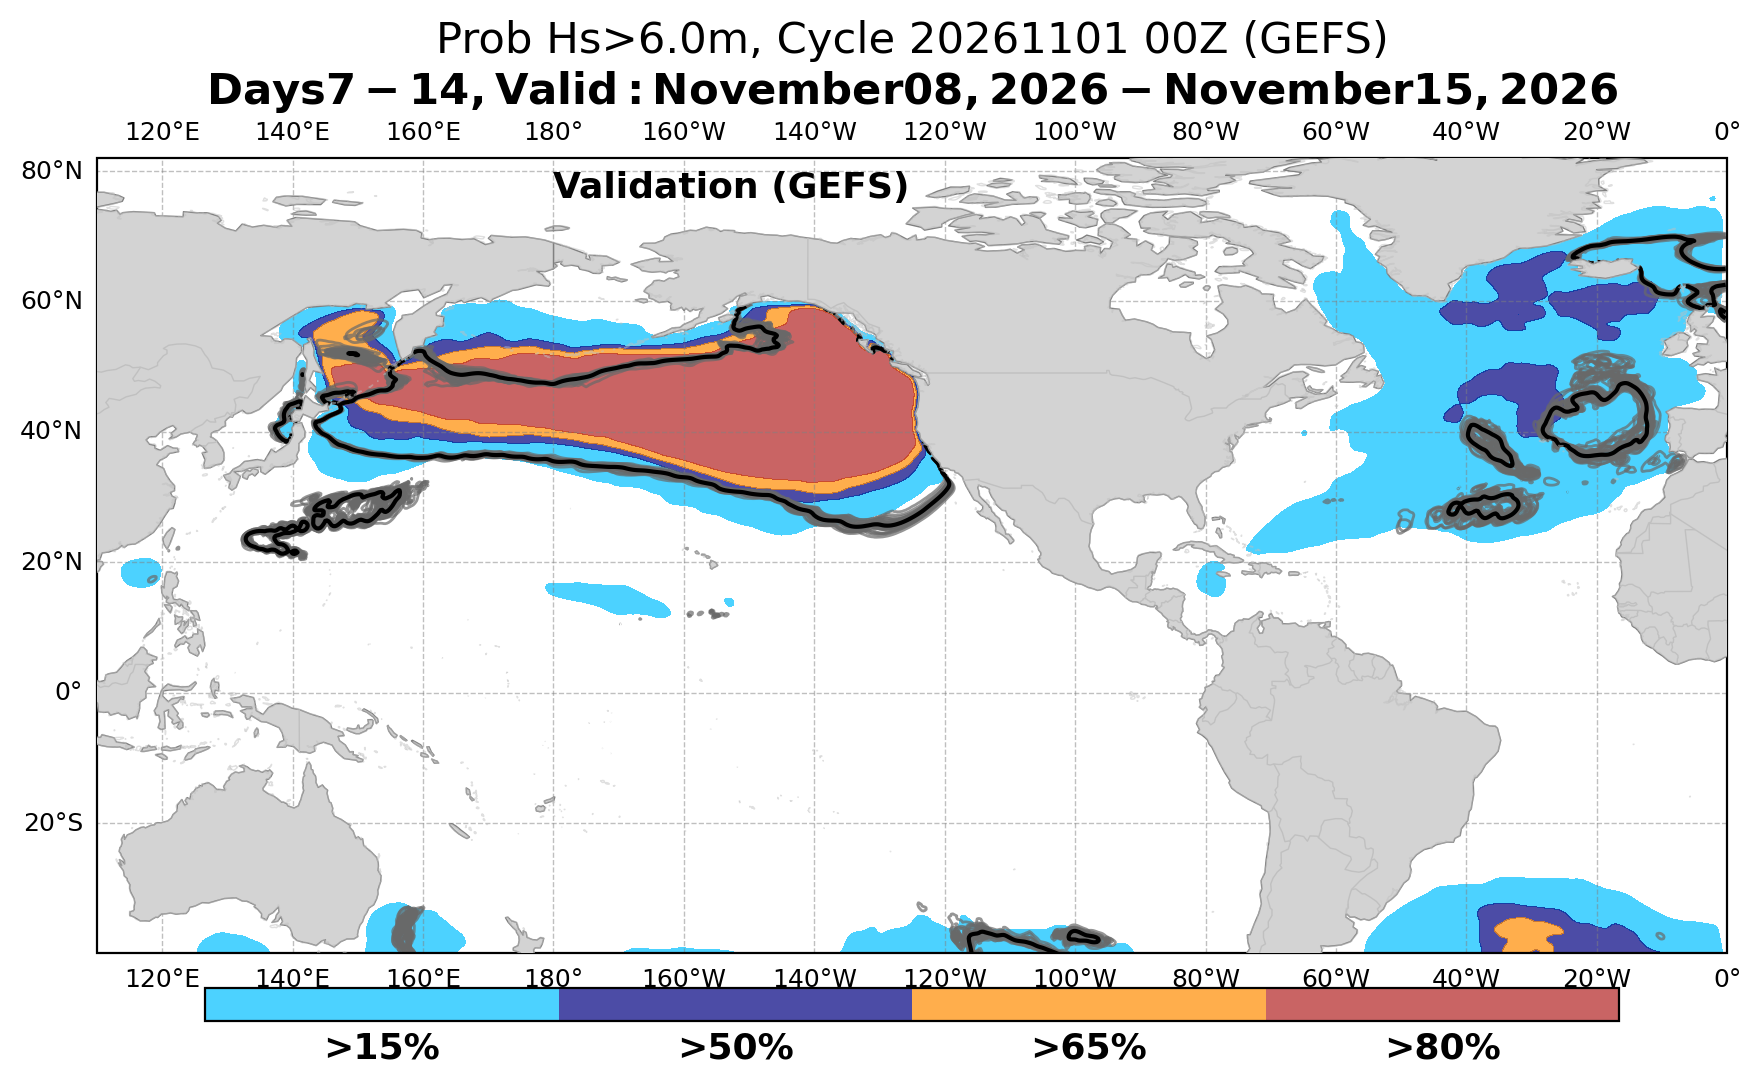 Prob Hs>6.0m, Cycle 20261101 00Z (GEFS)
Days7 − 14, Valid : November08, 2026 − November15, 2026
120°E 140°E 160°E 180° 160°W 140°W 120°W 100°W 80°W 60°W 40°W 20°W 0°
80°N
Validation (GEFS)
60°N
40°N
20°N
0°
20°S
120°E 140°E 160°E 180° 160°W 140°W 120°W 100°W 80°W 60°W 40°W 20°W 0°
>15% >50% >65% >80%